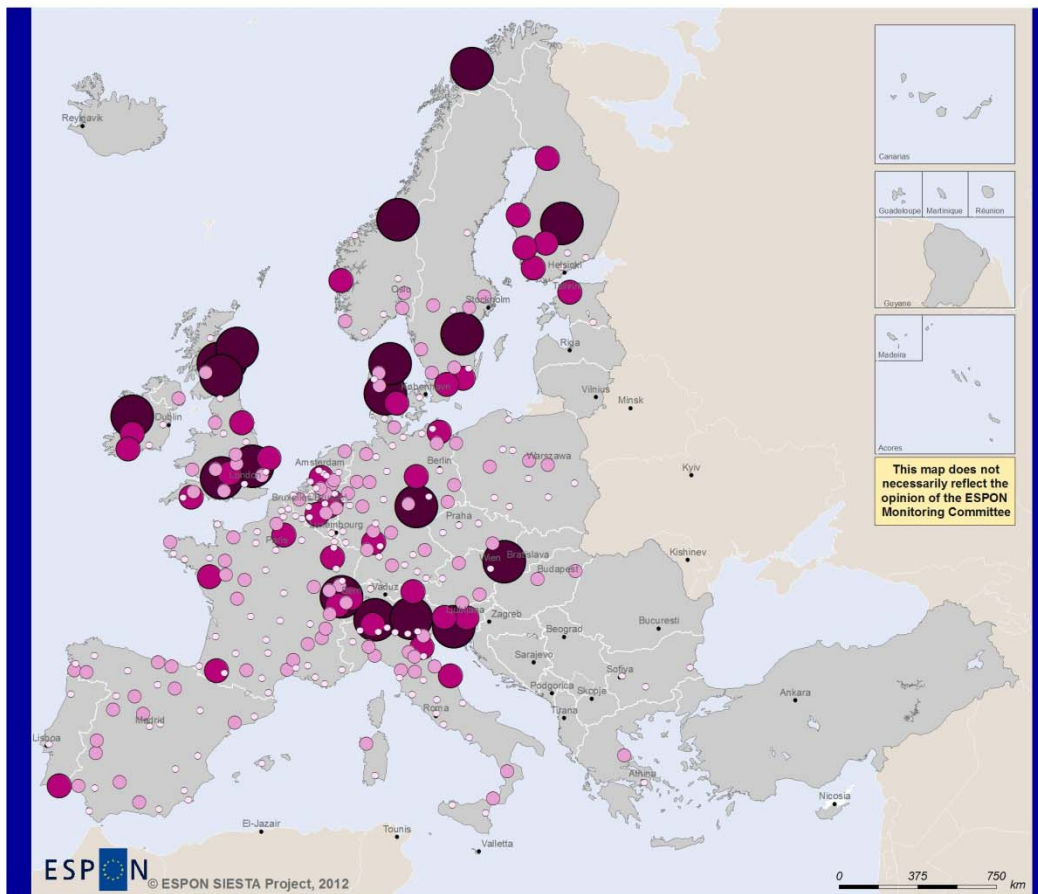 Reykjavik
Canarias
Guadeloupe
Martinique
Réunion
Guyane
Madeira
Acores
This map does not
necessarily reflect the
opinion of the ESPON
Monitoring Committee
Oslo
Helsinki
Tallinn
Stockholm
Riga
København
Vilnius
Minsk
Dublin
London
Amsterdam
Berlin
Warszawa
Kyiv
Praha
Luxembourg
Paris
Wien
Bratislava
Budapest
Kishinev
Bern
Vaduz
Ljubljana
Zagreb
Beograd
Bucuresti
Sarajevo
Sofiya
Podgorica
Skopje
Tirana
Roma
Ankara
Madrid
Lisboa
Athina
Nicosia
El-Jazair
Tounis
Valletta
ESPON
© ESPON SIESTA Project, 2012
0 375 750
km